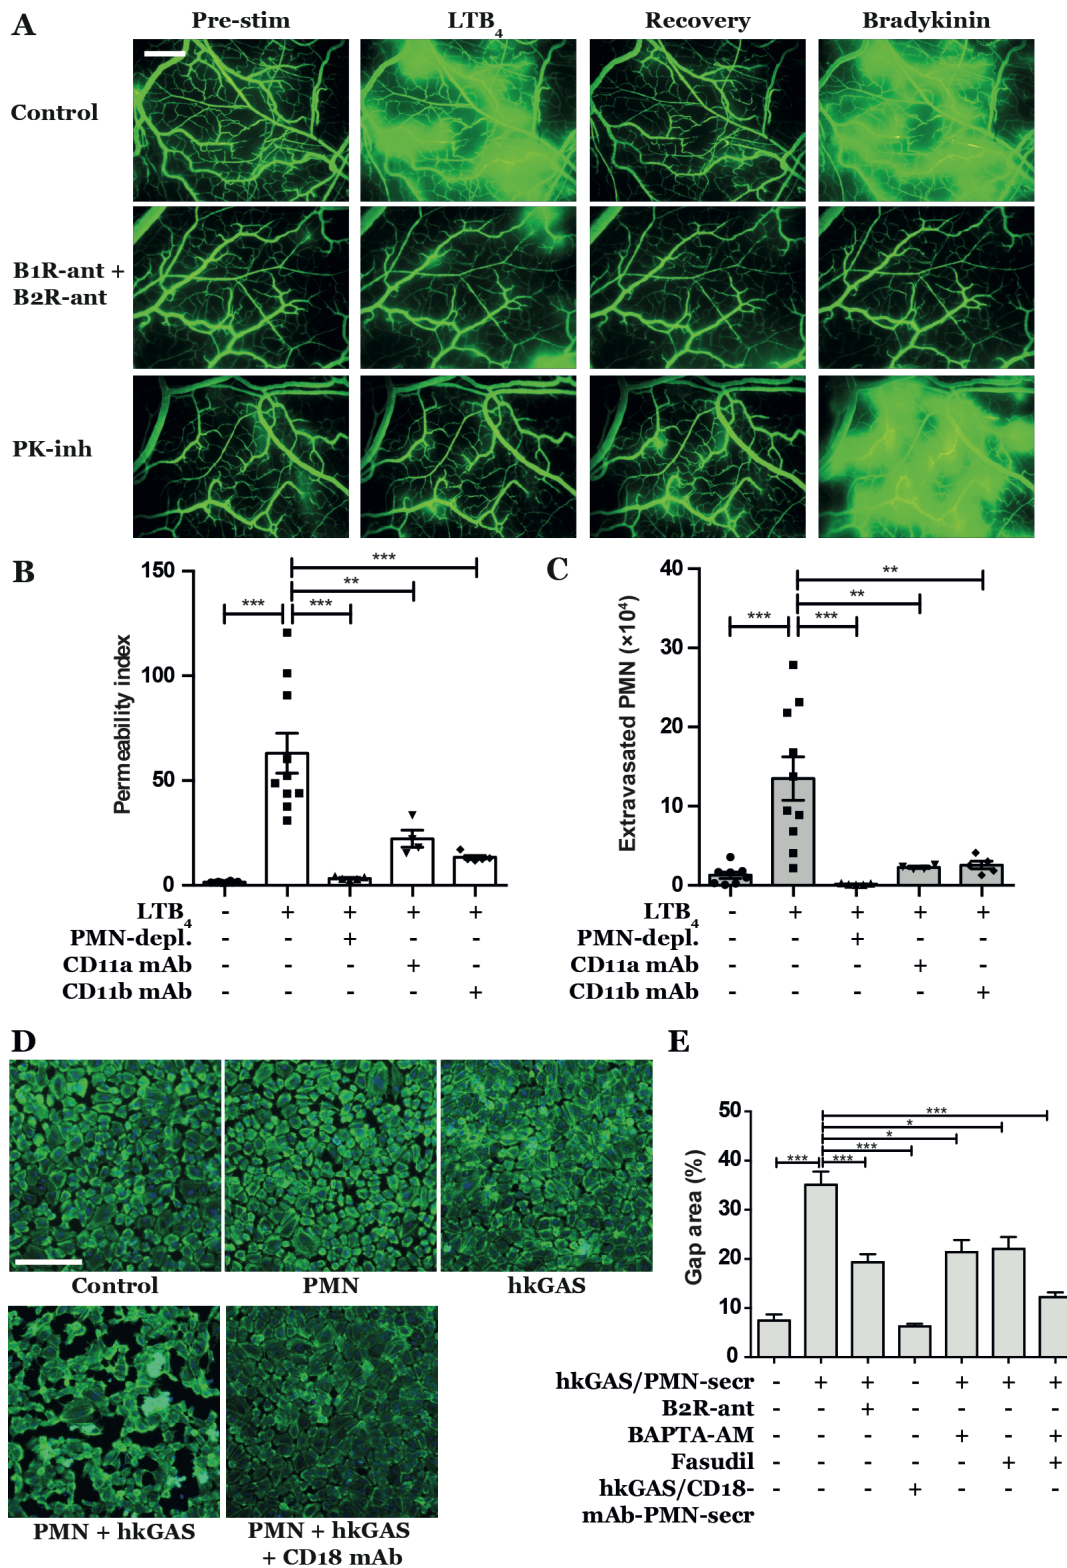 A
Pre-stim
LTB4
Recovery
Bradykinin
Control
B1R-ant +
B2R-ant
PK-inh
B
150
100
50
0
Permeability index
***
**
***
***
LTB4 - + + + +
PMN-depl. - - + - -
CD11a mAb - - - + -
CD11b mAb - - - - +
C
40
30
20
10
0
Extravasated PMN (×10⁴)
**
**
***
***
LTB4 - + + + +
PMN-depl. - - + - -
CD11a mAb - - - + -
CD11b mAb - - - - +
D
Control
PMN
hkGAS
PMN + hkGAS
PMN + hkGAS
+ CD18 mAb
E
50
40
30
20
10
0
Gap area (%)
***
*
*
***
***
***
hkGAS/PMN-secr - + + - + + +
B2R-ant - - + - - - -
BAPTA-AM - - - - + - +
Fasudil - - - - - + +
hkGAS/CD18- - - - + - - -
mAb-PMN-secr